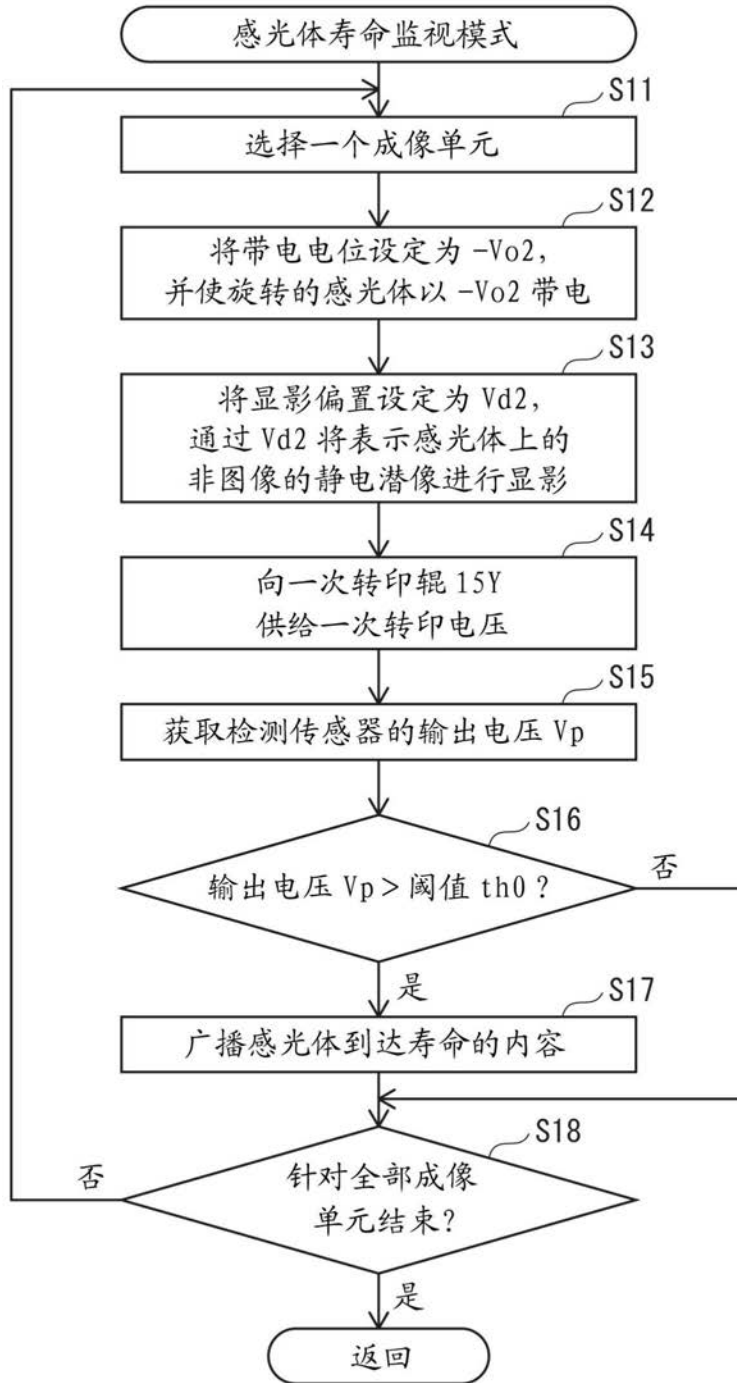 感光体寿命监视模式
S11
选择一个成像单元
S12
将带电电位设定为 -Vo2,
并使旋转的感光体以 -Vo2 带电
S13
将显影偏置设定为 Vd2,
通过 Vd2 将表示感光体上的
非图像的静电潜像进行显影
S14
向一次转印辊 15Y
供给一次转印电压
S15
获取检测传感器的输出电压 Vp
S16
输出电压 Vp＞阈值 th0？
否
是
S17
广播感光体到达寿命的内容
S18
否
针对全部成像
单元结束?
是
返回